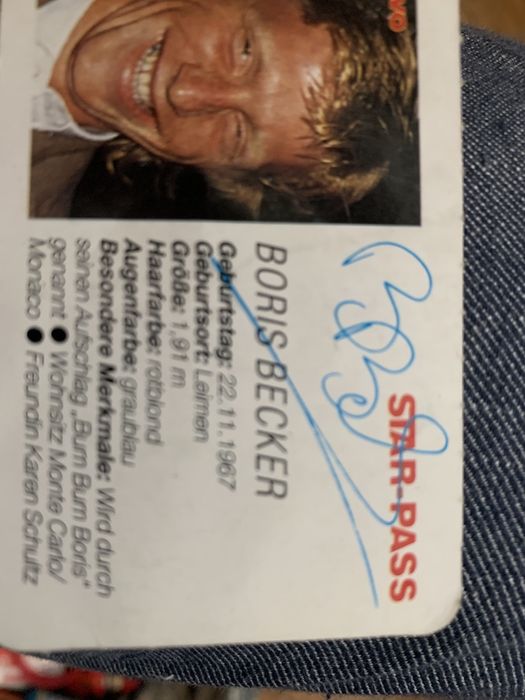 STAR-PASS
BORIS BECKER
Geburtstag: 22.11.1967
Geburtsort: Leimen
Größe: 1,91 m
Haarfarbe: rotblond
Augenfarbe: graublau
Besondere Merkmale: Wird durch
seinen Aufschlag „Bum Bum Boris“
genannt ● Wohnsitz Monte Carlo/
Monaco ● Freundin Karen Schultz